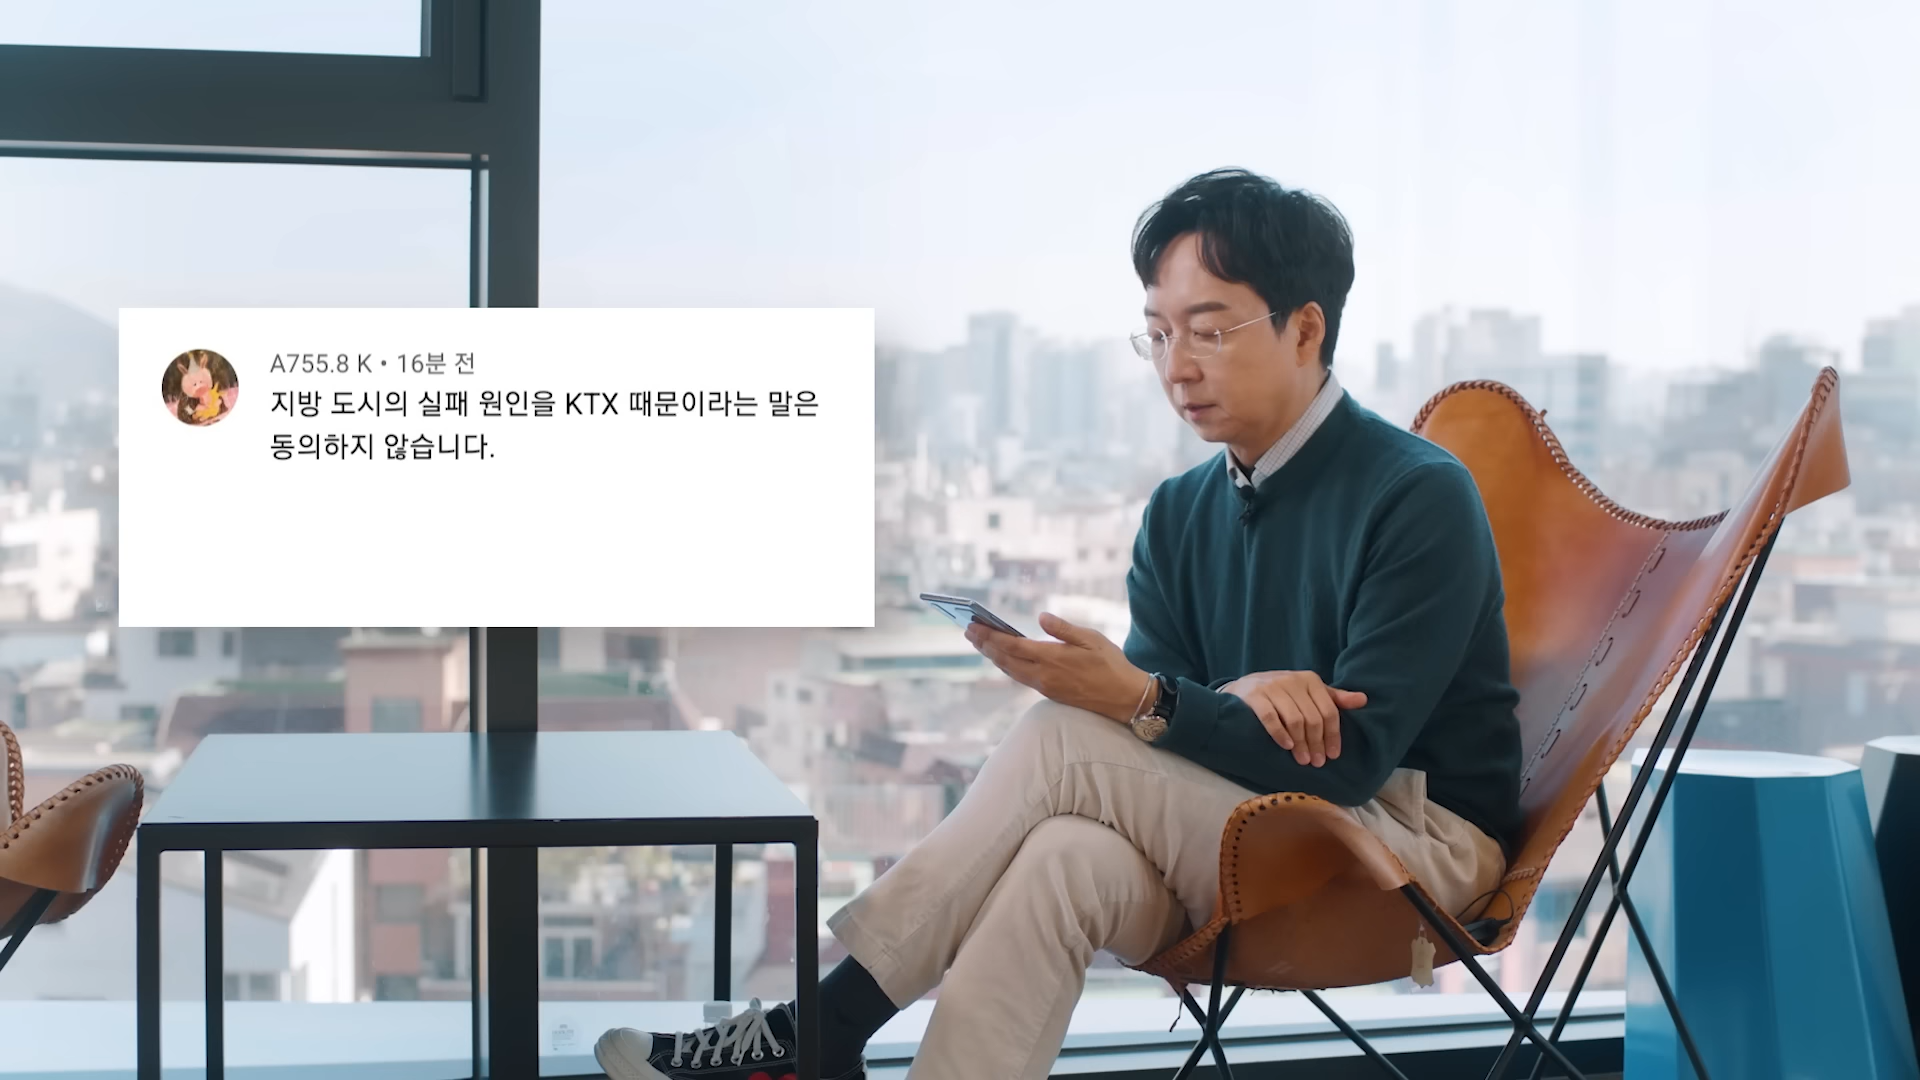 A755.8 K • 16분 전
지방 도시의 실패 원인을 KTX 때문이라는 말은
동의하지 않습니다.